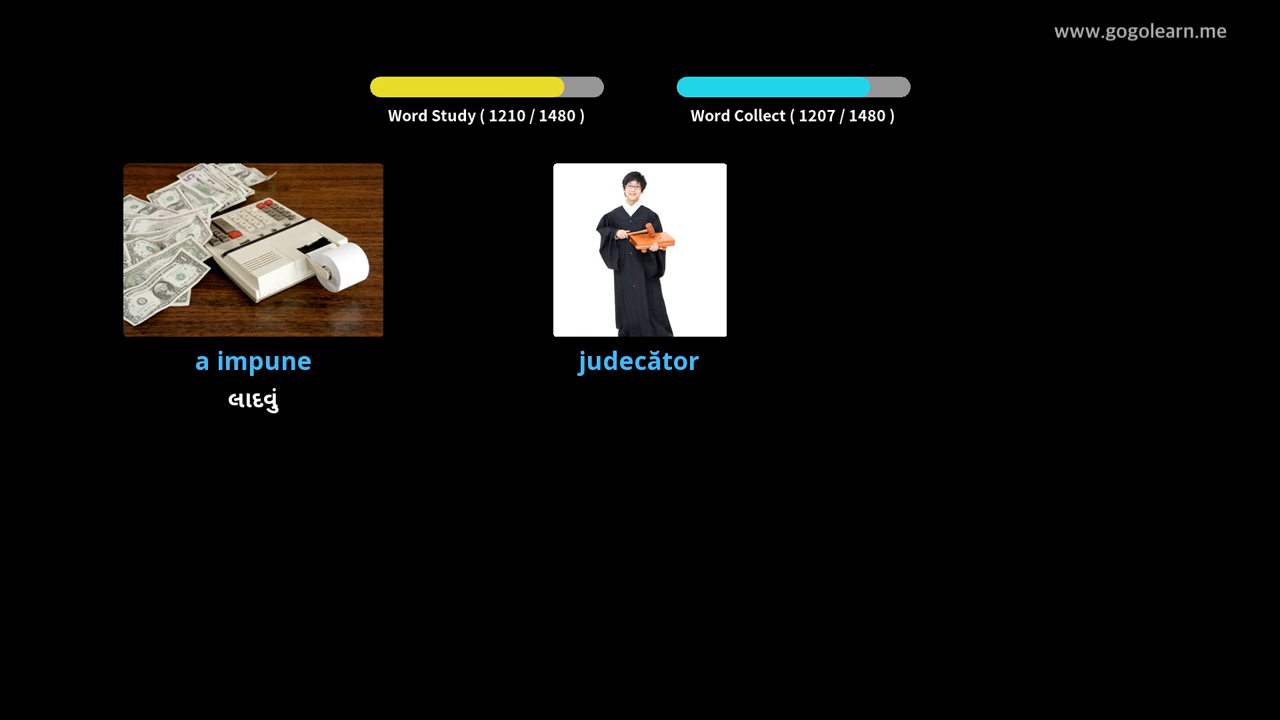 www.gogolearn.me
Word Study ( 1210 / 1480 )
Word Collect ( 1207 / 1480 )
a impune
judecător
લાદવું